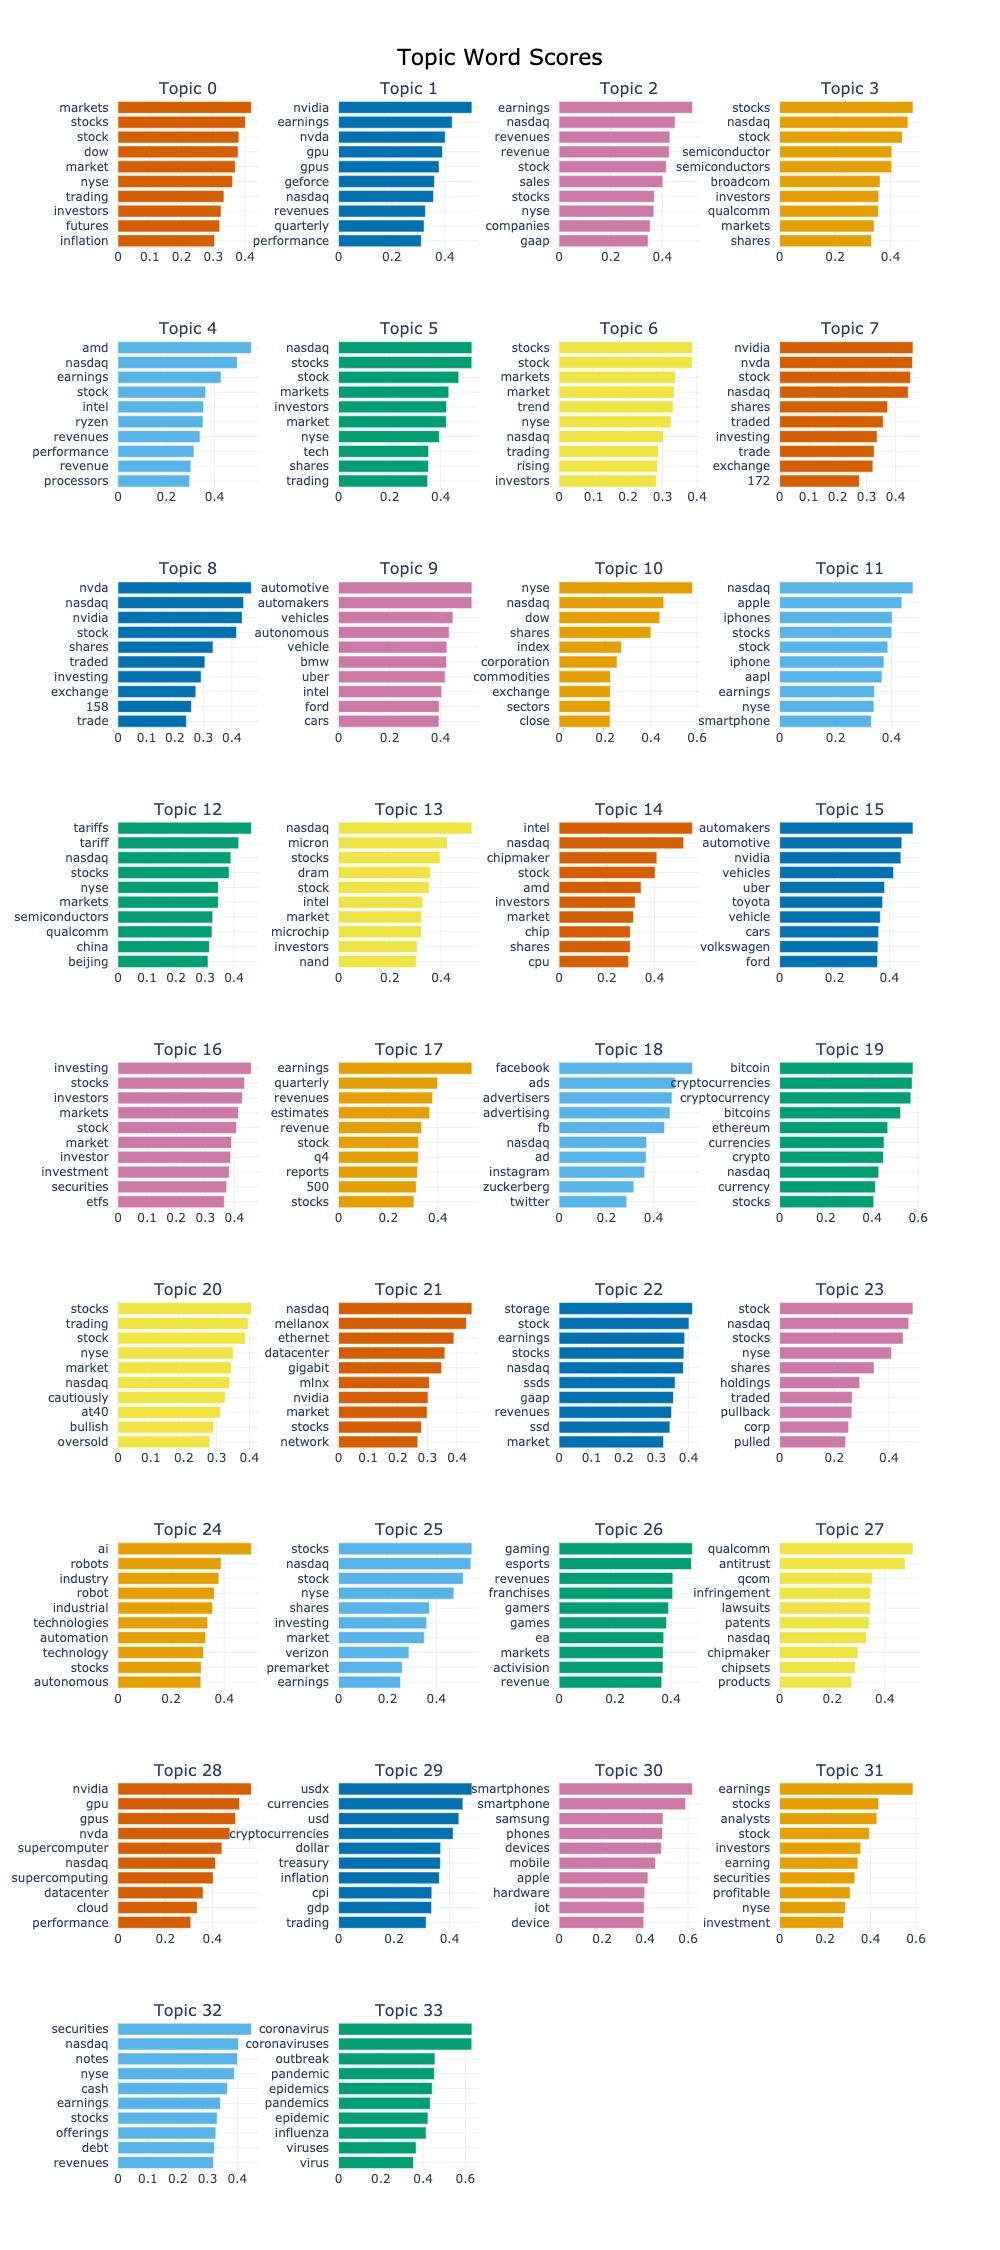 Topic Word Scores
Topic 0
markets
stocks
stock
dow
market
nyse
trading
investors
futures
inflation
0 0.1 0.2 0.3 0.4
Topic 1
nvidia
earnings
nvda
gpu
gpus
geforce
nasdaq
revenues
quarterly
performance
0 0.2 0.4
Topic 2
earnings
nasdaq
revenues
revenue
stock
sales
stocks
nyse
companies
gaap
0 0.2 0.4
Topic 3
stocks
nasdaq
stock
semiconductor
semiconductors
broadcom
investors
qualcomm
markets
shares
0 0.2 0.4
Topic 4
amd
nasdaq
earnings
stock
intel
ryzen
revenues
performance
revenue
processors
0 0.2 0.4
Topic 5
nasdaq
stocks
stock
markets
investors
market
nyse
tech
shares
trading
0 0.2 0.4
Topic 6
stocks
stock
markets
market
trend
nyse
nasdaq
trading
rising
investors
0 0.1 0.2 0.3 0.4
Topic 7
nvidia
nvda
stock
nasdaq
shares
traded
investing
trade
exchange
172
0 0.1 0.2 0.3 0.4
Topic 8
nvda
nasdaq
nvidia
stock
shares
traded
investing
exchange
158
trade
0 0.1 0.2 0.3 0.4
Topic 9
automotive
automakers
vehicles
autonomous
vehicle
bmw
uber
intel
ford
cars
0 0.2 0.4
Topic 10
nyse
nasdaq
dow
shares
index
corporation
commodities
exchange
sectors
close
0 0.2 0.4 0.6
Topic 11
nasdaq
apple
iphones
stocks
stock
iphone
aapl
earnings
nyse
smartphone
0 0.2 0.4
Topic 12
tariffs
tariff
nasdaq
stocks
nyse
markets
semiconductors
qualcomm
china
beijing
0 0.1 0.2 0.3 0.4
Topic 13
nasdaq
micron
stocks
dram
stock
intel
market
microchip
investors
nand
0 0.2 0.4
Topic 14
intel
nasdaq
chipmaker
stock
amd
investors
market
chip
shares
cpu
0 0.2 0.4
Topic 15
automakers
automotive
nvidia
vehicles
uber
toyota
vehicle
cars
volkswagen
ford
0 0.2 0.4
Topic 16
investing
stocks
investors
markets
stock
market
investor
investment
securities
etfs
0 0.1 0.2 0.3 0.4
Topic 17
earnings
quarterly
revenues
estimates
revenue
stock
q4
reports
500
stocks
0 0.2 0.4
Topic 18
facebook
ads
advertisers
advertising
fb
nasdaq
ad
instagram
zuckerberg
twitter
0 0.2 0.4
Topic 19
bitcoin
cryptocurrencies
cryptocurrency
bitcoins
ethereum
currencies
crypto
nasdaq
currency
stocks
0 0.2 0.4 0.6
Topic 20
stocks
trading
stock
nyse
market
nasdaq
cautiously
at40
bullish
oversold
0 0.1 0.2 0.3 0.4
Topic 21
nasdaq
mellanox
ethernet
datacenter
gigabit
mlnx
nvidia
market
stocks
network
0 0.1 0.2 0.3 0.4
Topic 22
storage
stock
earnings
stocks
nasdaq
ssds
gaap
revenues
ssd
market
0 0.1 0.2 0.3 0.4
Topic 23
stock
nasdaq
stocks
nyse
shares
holdings
traded
pullback
corp
pulled
0 0.2 0.4
Topic 24
ai
robots
industry
robot
industrial
technologies
automation
technology
stocks
autonomous
0 0.2 0.4
Topic 25
stocks
nasdaq
stock
nyse
shares
investing
market
verizon
premarket
earnings
0 0.2 0.4
Topic 26
gaming
esports
revenues
franchises
gamers
games
ea
markets
activision
revenue
0 0.2 0.4
Topic 27
qualcomm
antitrust
qcom
infringement
lawsuits
patents
nasdaq
chipmaker
chipsets
products
0 0.2 0.4
Topic 28
nvidia
gpu
gpus
nvda
supercomputer
nasdaq
supercomputing
datacenter
cloud
performance
0 0.2 0.4
Topic 29
usdx
currencies
usd
cryptocurrencies
dollar
treasury
inflation
cpi
gdp
trading
0 0.2 0.4
Topic 30
smartphones
smartphone
samsung
phones
devices
mobile
apple
hardware
iot
device
0 0.2 0.4 0.6
Topic 31
earnings
stocks
analysts
stock
investors
earning
securities
profitable
nyse
investment
0 0.2 0.4 0.6
Topic 32
securities
nasdaq
notes
nyse
cash
earnings
stocks
offerings
debt
revenues
0 0.1 0.2 0.3 0.4
Topic 33
coronavirus
coronaviruses
outbreak
pandemic
epidemics
pandemics
epidemic
influenza
viruses
virus
0 0.2 0.4 0.6